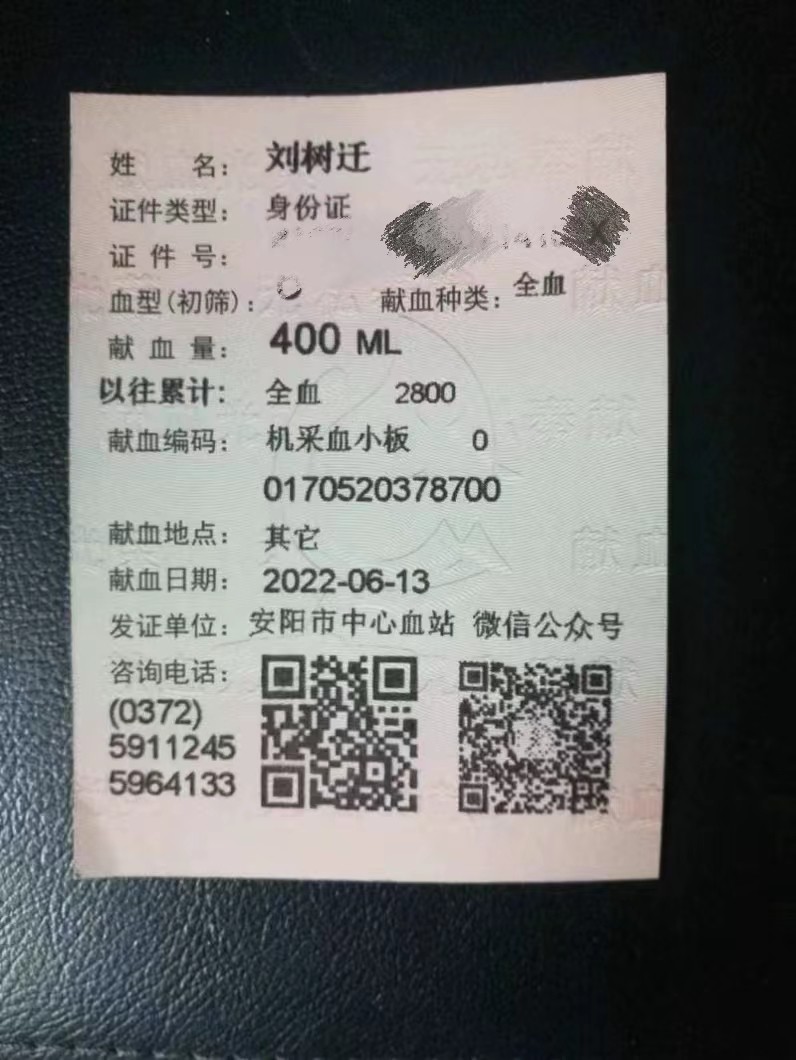 姓 名： 刘树迁
证件类型： 身份证
证 件 号：
血型(初筛)： 献血种类： 全血
献 血 量： 400 ML
以往累计： 全血 2800
献血编码： 机采血小板 0
0170520378700
献血地点： 其它
献血日期： 2022-06-13
发证单位： 安阳市中心血站 微信公众号
咨询电话：
(0372)
5911245
5964133